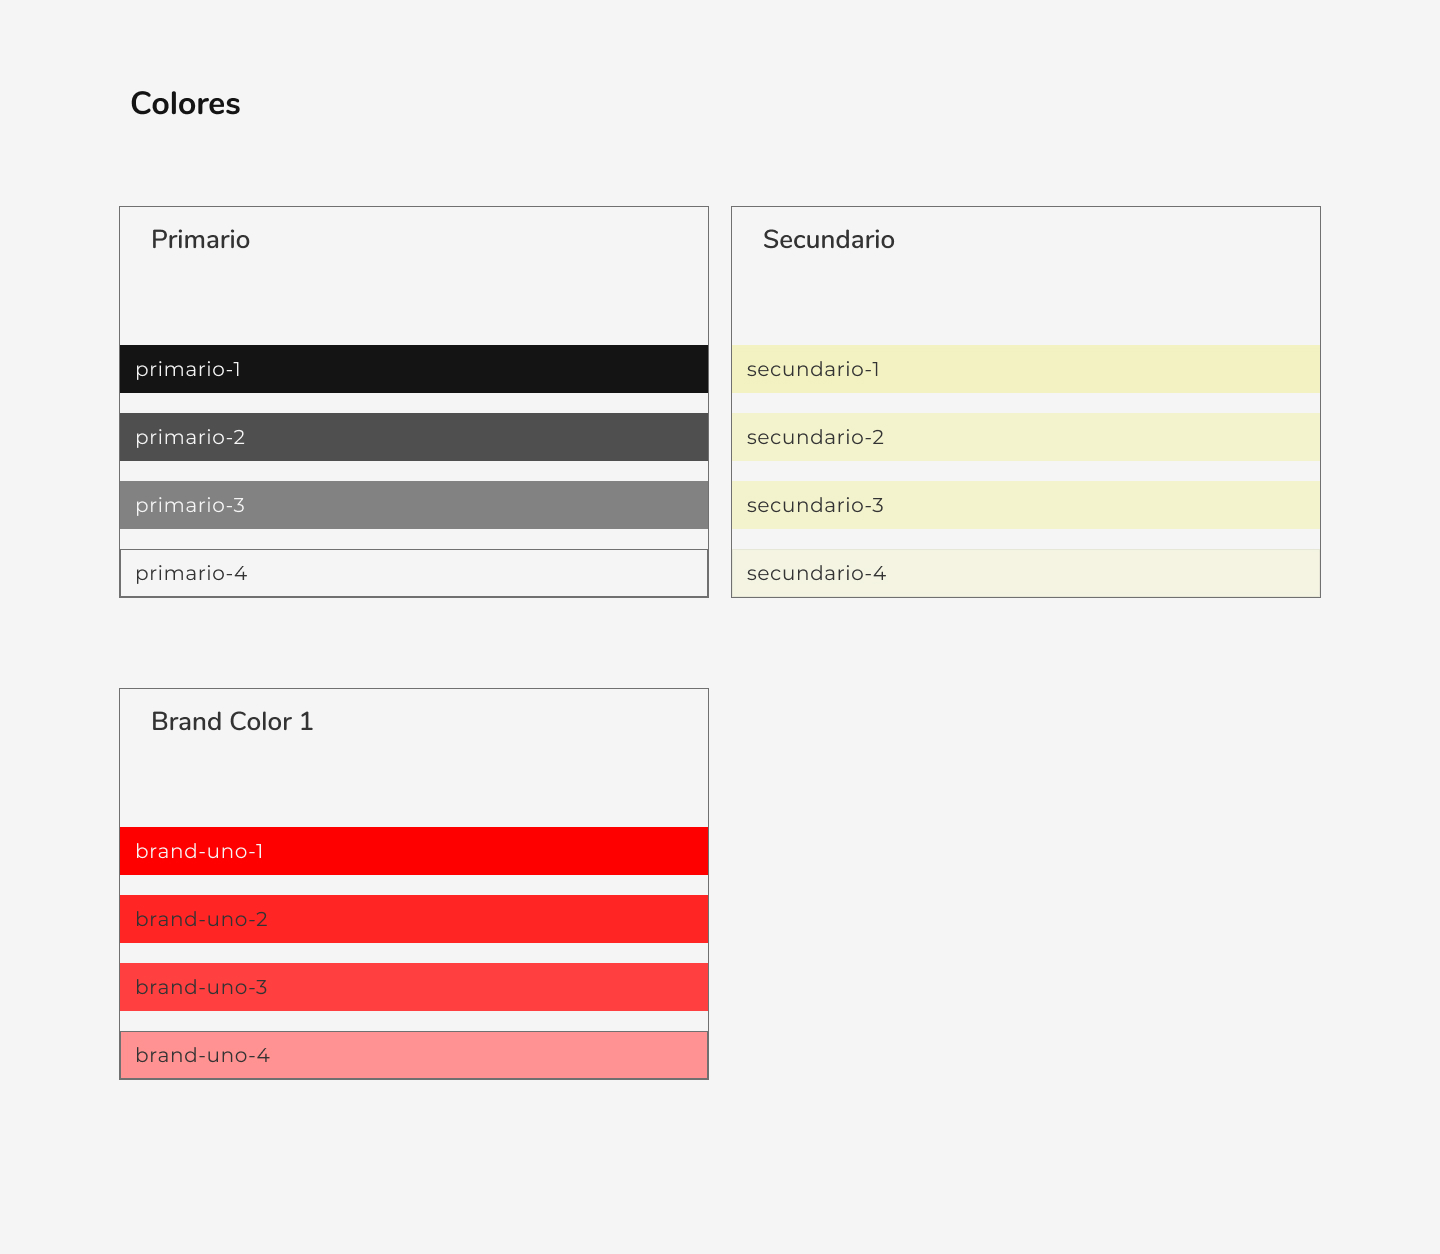 Colores
Primario
primario-1
primario-2
primario-3
primario-4
Secundario
secundario-1
secundario-2
secundario-3
secundario-4
Brand Color 1
brand-uno-1
brand-uno-2
brand-uno-3
brand-uno-4